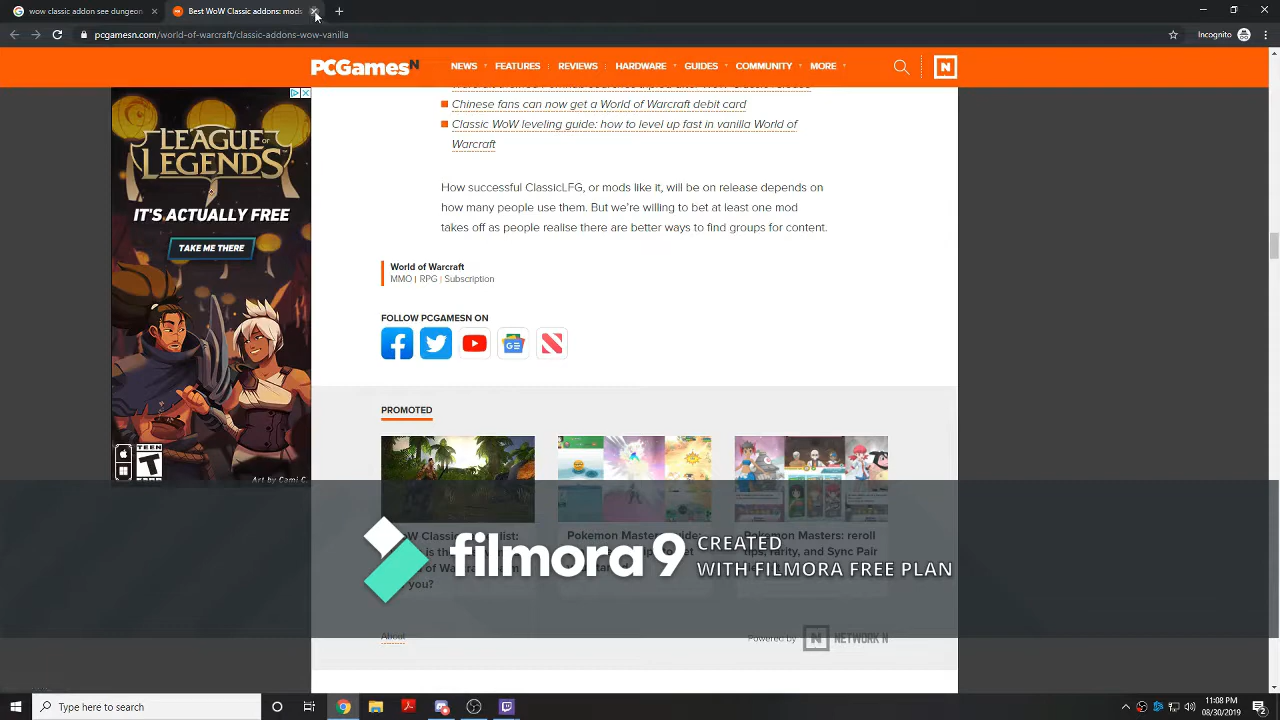 Wow classic addon see dungeon
Best WoW Classic addons mod
pcgamesn.com/world-of-warcraft/classic-addons-wow-vanilla
Incognito
PCGamesN
NEWS
FEATURES
REVIEWS
HARDWARE
GUIDES
COMMUNITY
MORE
Chinese fans can now get a World of Warcraft debit card
Classic WoW leveling guide: how to level up fast in vanilla World of
Warcraft
How successful ClassicLFG, or mods like it, will be on release depends on
how many people use them. But we're willing to bet at least one mod
takes off as people realise there are better ways to find groups for content.
LEAGUE OF
LEGENDS
IT'S ACTUALLY FREE
TAKE ME THERE
TEEN
T
Art by Cami C.
World of Warcraft
MMO | RPG | Subscription
FOLLOW PCGAMESN ON
PROMOTED
Pokemon Masters: reroll
rarity, and Sync Pair
you?
filmora9
CREATED
WITH FILMORA FREE PLAN
About
Powered by
NETWORK N
Type here to search
11:08 PM
08/30/2019